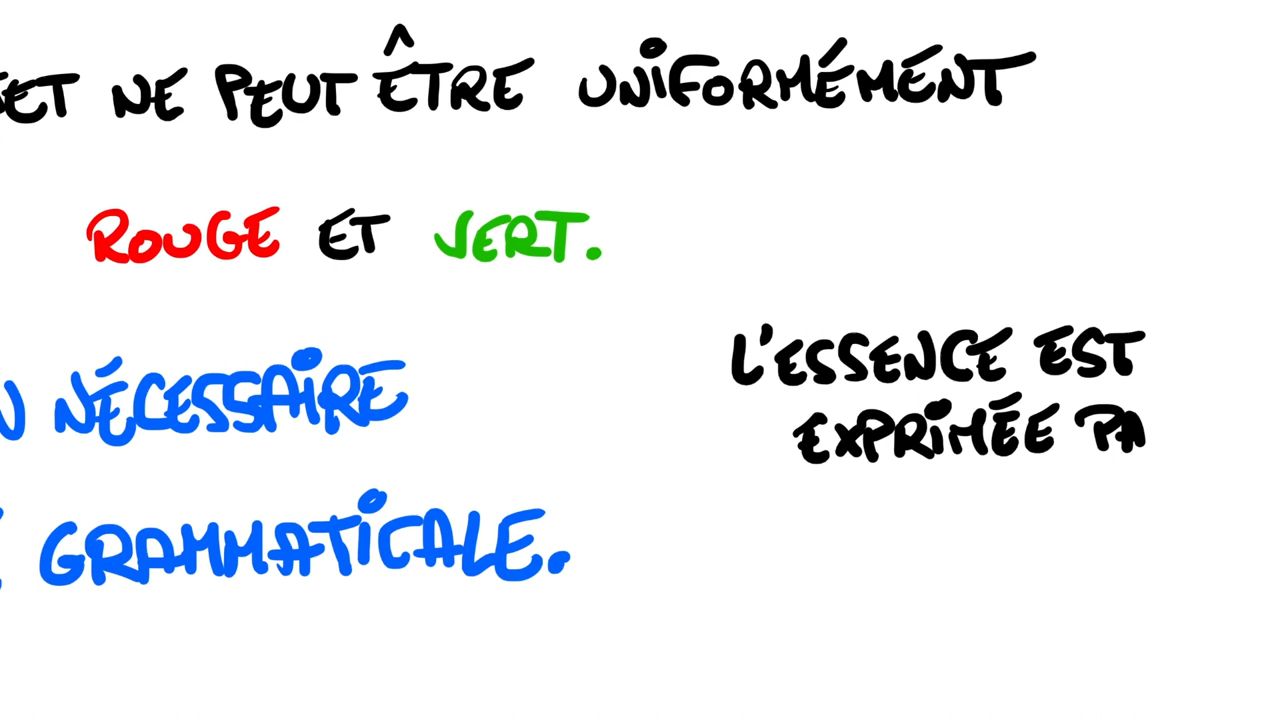 ET NE PEUT ÊTRE UNIFORMÉMENT
ROUGE ET VERT.
NÉCESSAIRE
L'ESSENCE EST
EXPRIMÉE PA
GRAMMATICALE.